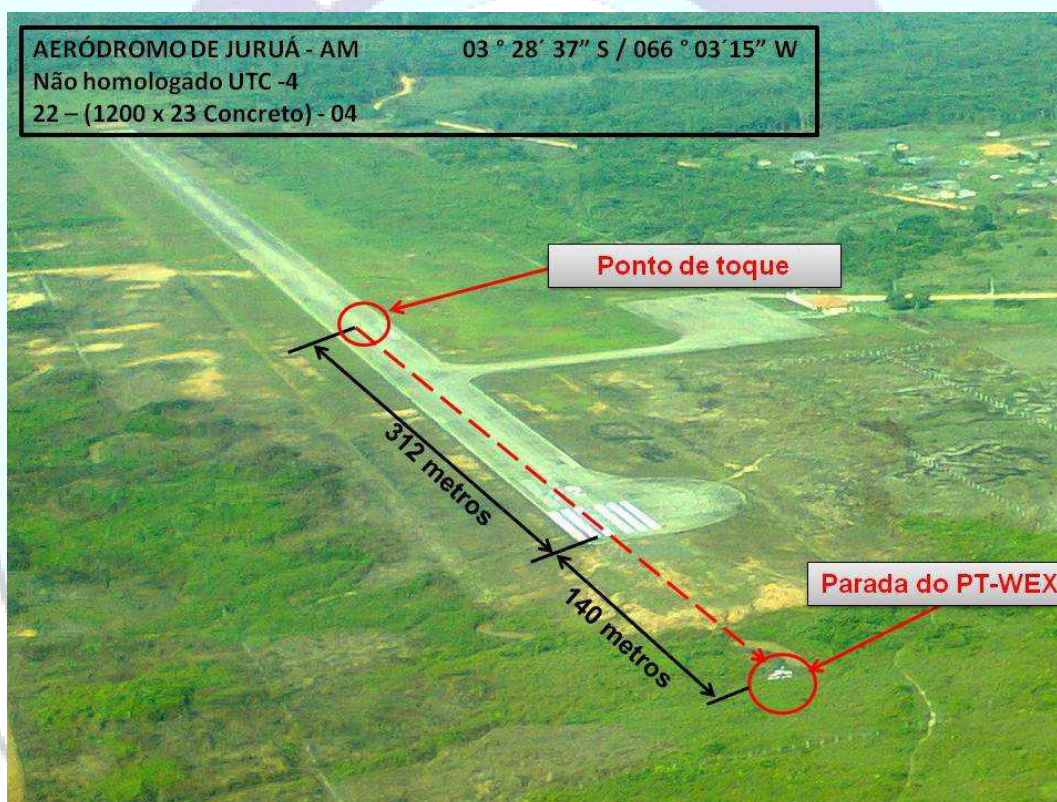 AERÓDROMO DE JURUÁ - AM 03 ° 28´ 37” S / 066 ° 03´15” W
Não homologado UTC -4
22 – (1200 x 23 Concreto) - 04
Ponto de toque
312 metros
Parada do PT-WEX
140 metros